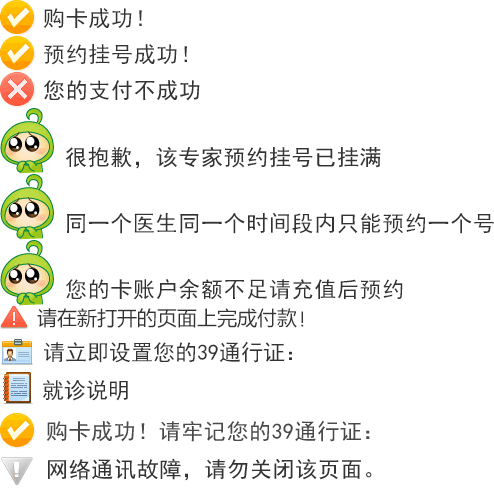 购卡成功！
预约挂号成功！
您的支付不成功
很抱歉，该专家预约挂号已挂满
同一个医生同一个时间段内只能预约一个号
您的卡账户余额不足请充值后预约
请在新打开的页面上完成付款！
请立即设置您的39通行证：
就诊说明
购卡成功！请牢记您的39通行证：
网络通讯故障，请勿关闭该页面。